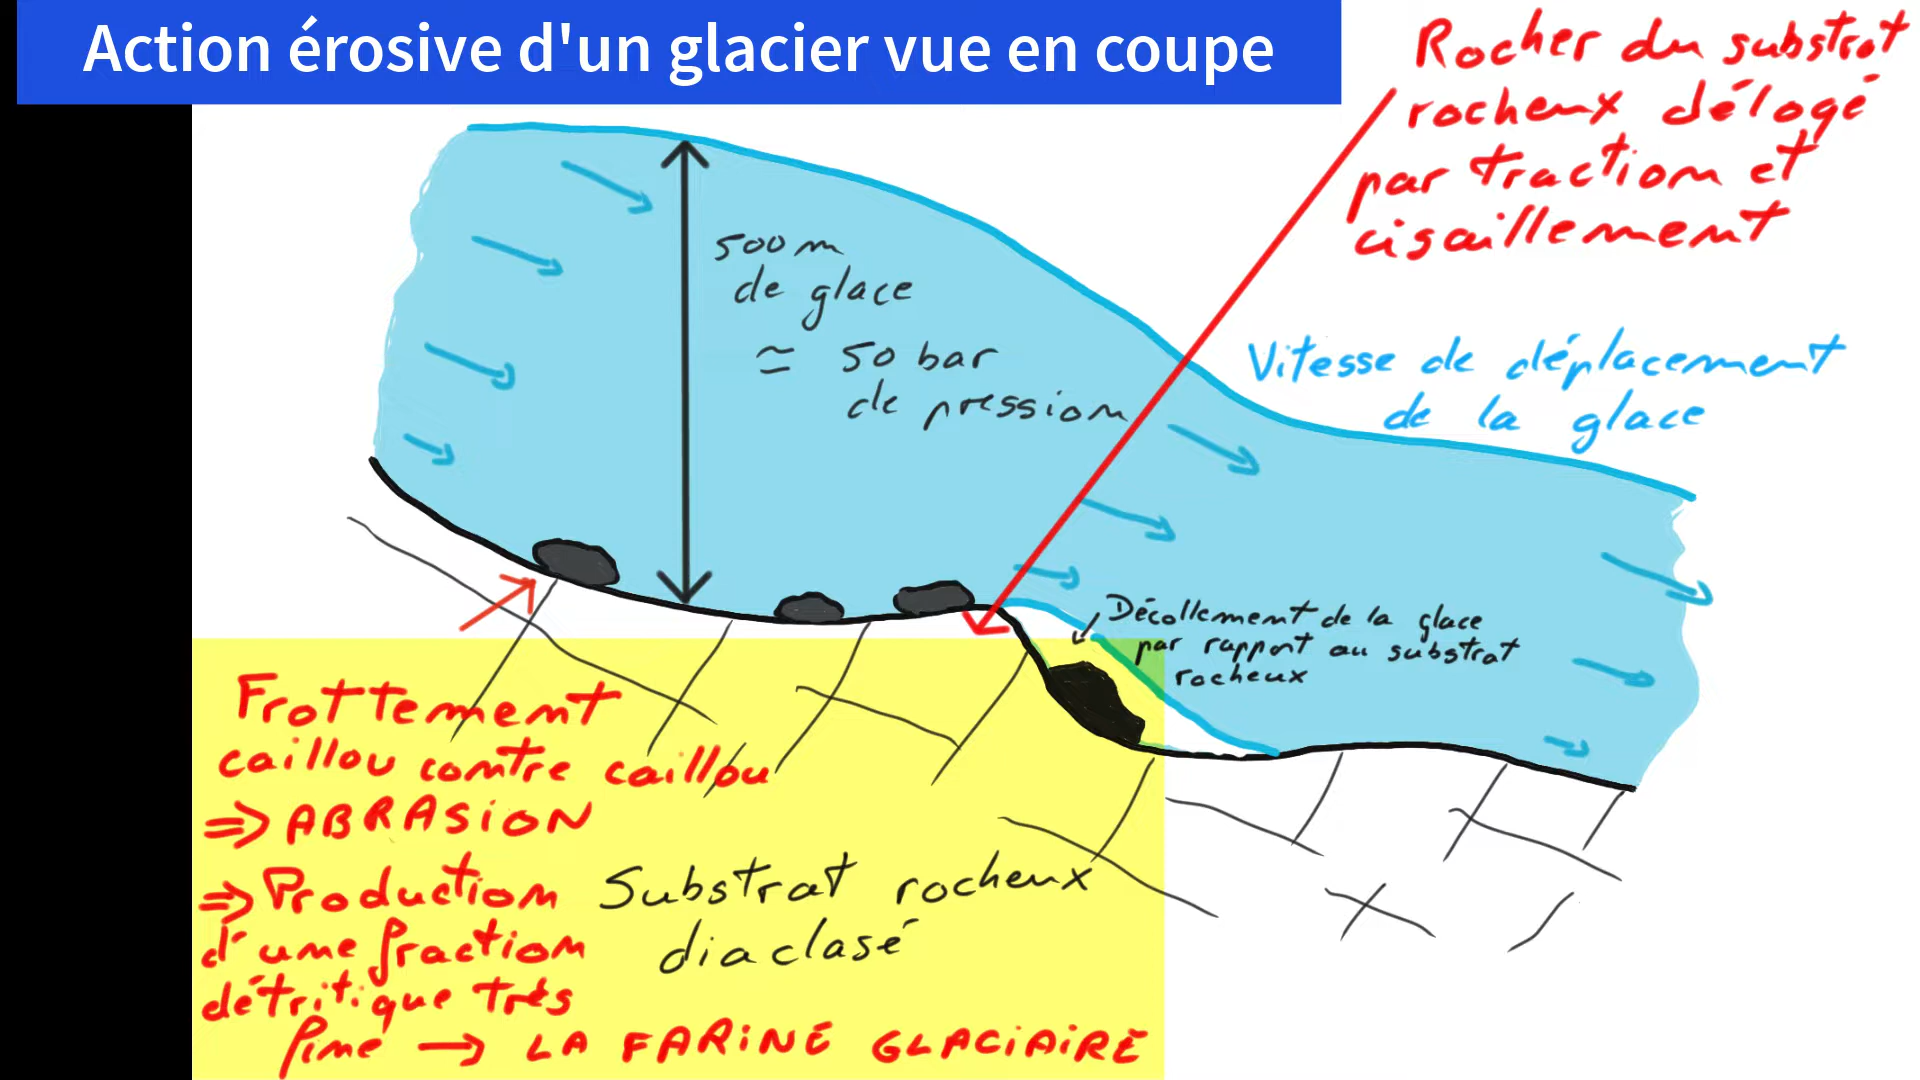 Action érosive d'un glacier vue en coupe
Rocher du substrat
rocheux délogé
par traction et
cisaillement
500 m
de glace
≃ 50 bar
de pression
Vitesse de déplacement
de la glace
Décollement de la glace
par rapport au substrat
rocheux
Frottement
caillou contre caillou
⇒ ABRASION
⇒ Production
d'une fraction
détritique très
fine → LA FARINE GLACIAIRE
Substrat rocheux
diaclasé